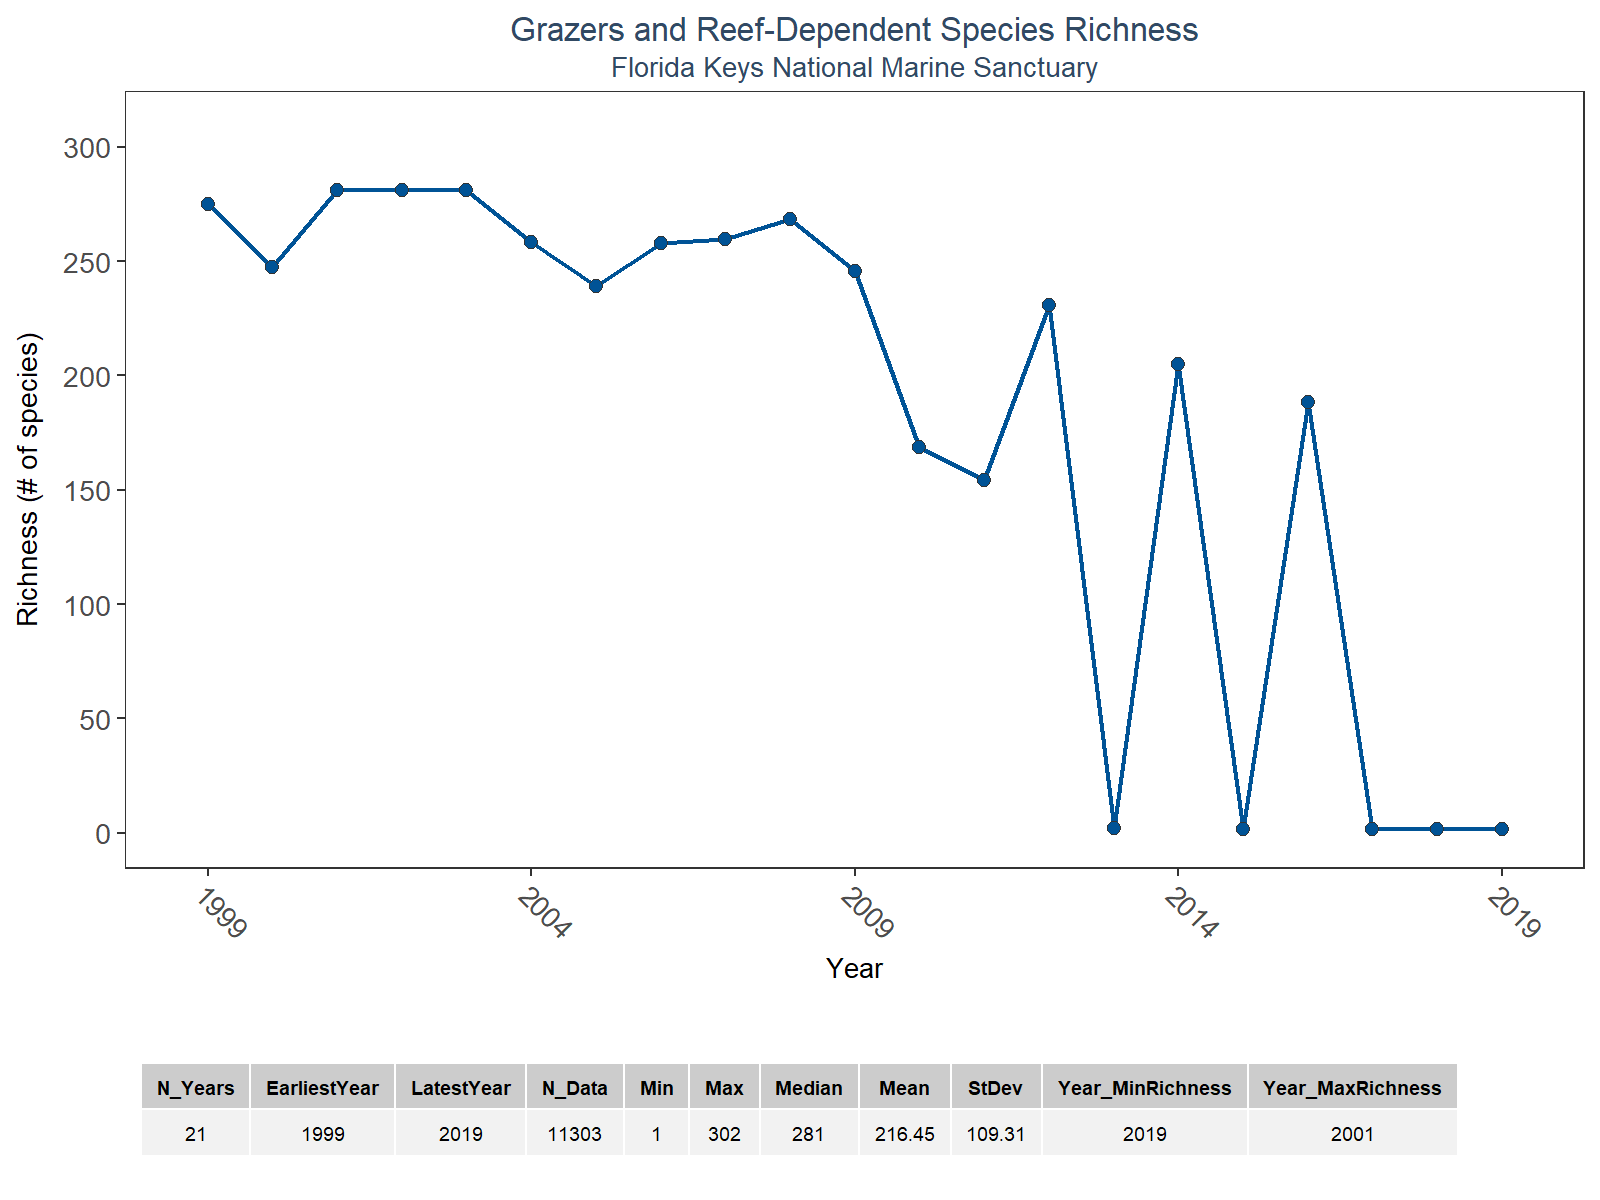 Grazers and Reef-Dependent Species Richness
Florida Keys National Marine Sanctuary
Richness (# of species)
300
250
200
150
100
50
0
1999 2004 2009 2014 2019
Year
N_Years EarliestYear LatestYear N_Data Min Max Median Mean StDev Year_MinRichness Year_MaxRichness
21 1999 2019 11303 1 302 281 216.45 109.31 2019 2001